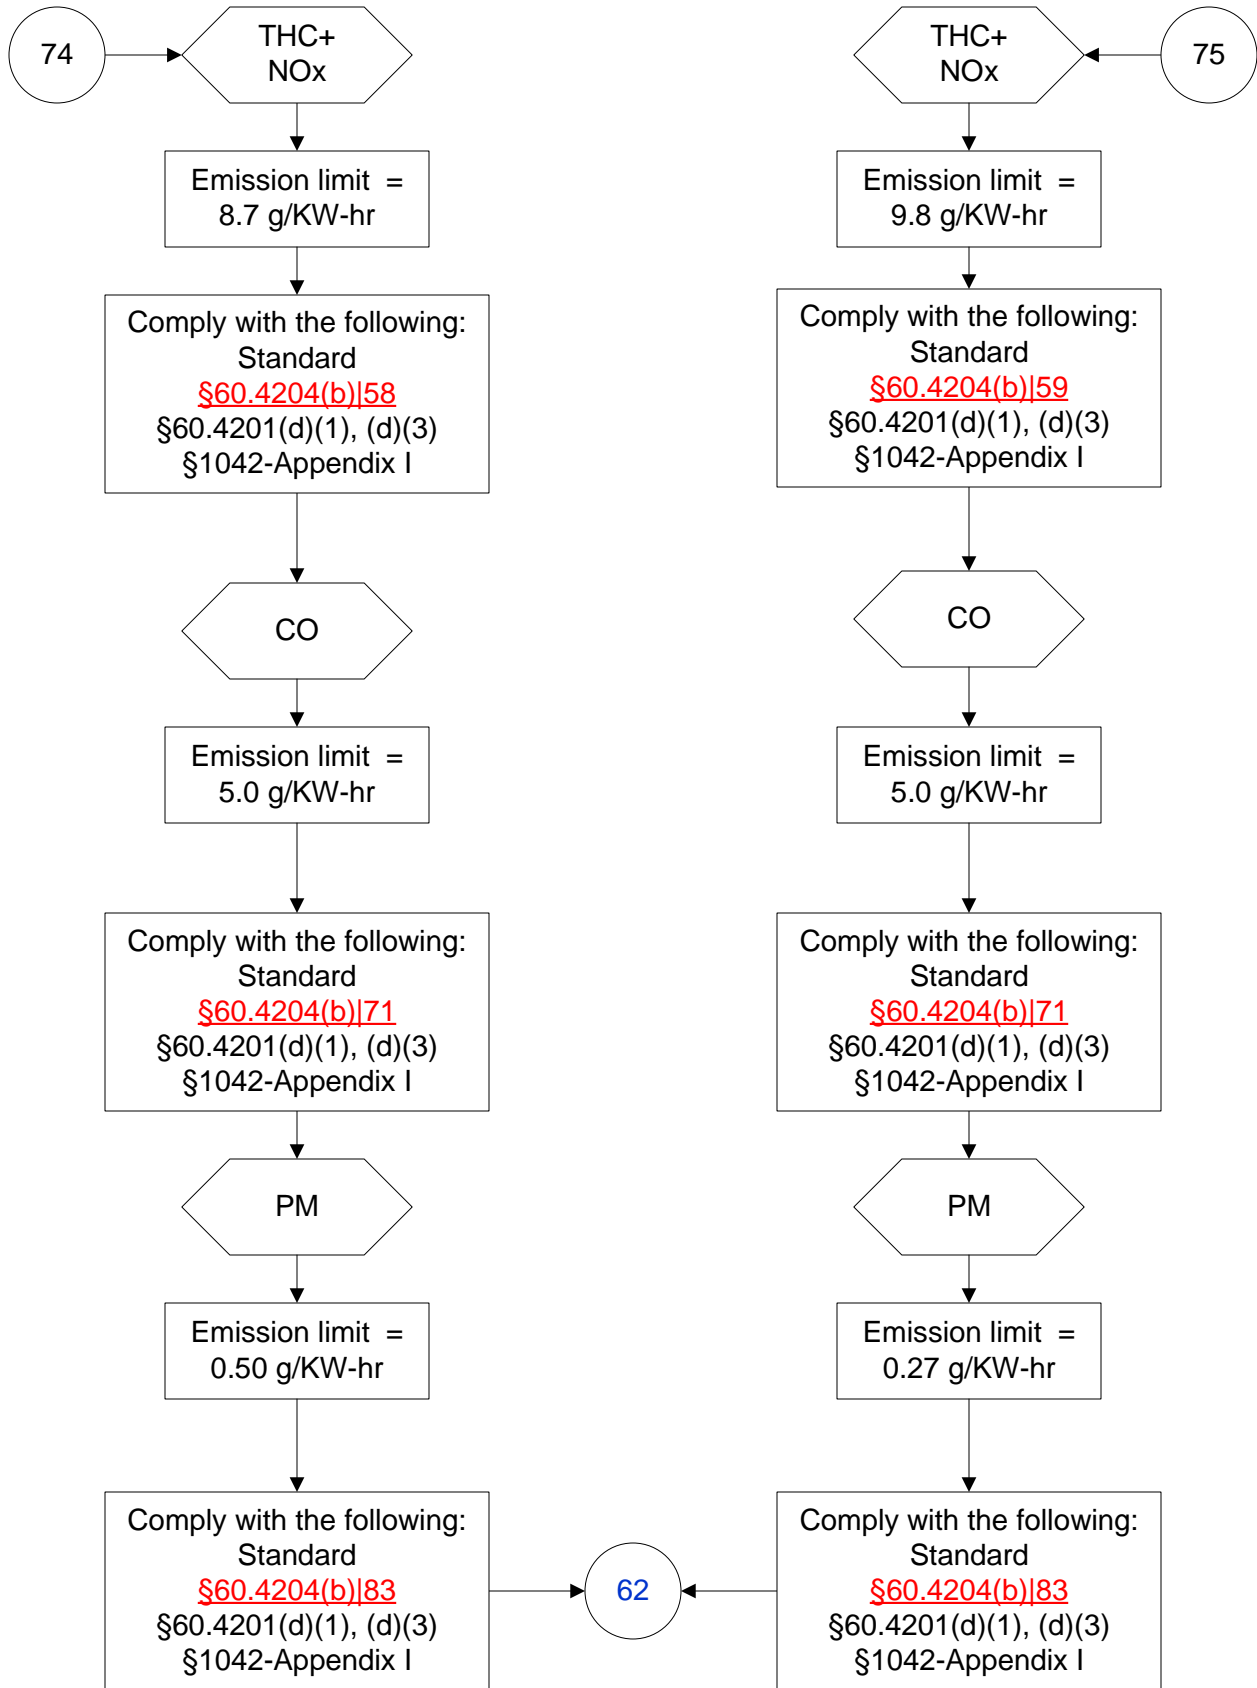 74
THC+
NOx
Emission limit  =
8.7 g/KW-hr
Comply with the following:
Standard
§60.4204(b)|58
§60.4201(d)(1), (d)(3)
§1042-Appendix I
CO
Emission limit  =
5.0 g/KW-hr
Comply with the following:
Standard
§60.4204(b)|71
§60.4201(d)(1), (d)(3)
§1042-Appendix I
PM
Emission limit  =
0.50 g/KW-hr
Comply with the following:
Standard
§60.4204(b)|83
§60.4201(d)(1), (d)(3)
§1042-Appendix I
62
THC+
NOx
75
Emission limit  =
9.8 g/KW-hr
Comply with the following:
Standard
§60.4204(b)|59
§60.4201(d)(1), (d)(3)
§1042-Appendix I
CO
Emission limit  =
5.0 g/KW-hr
Comply with the following:
Standard
§60.4204(b)|71
§60.4201(d)(1), (d)(3)
§1042-Appendix I
PM
Emission limit  =
0.27 g/KW-hr
Comply with the following:
Standard
§60.4204(b)|83
§60.4201(d)(1), (d)(3)
§1042-Appendix I